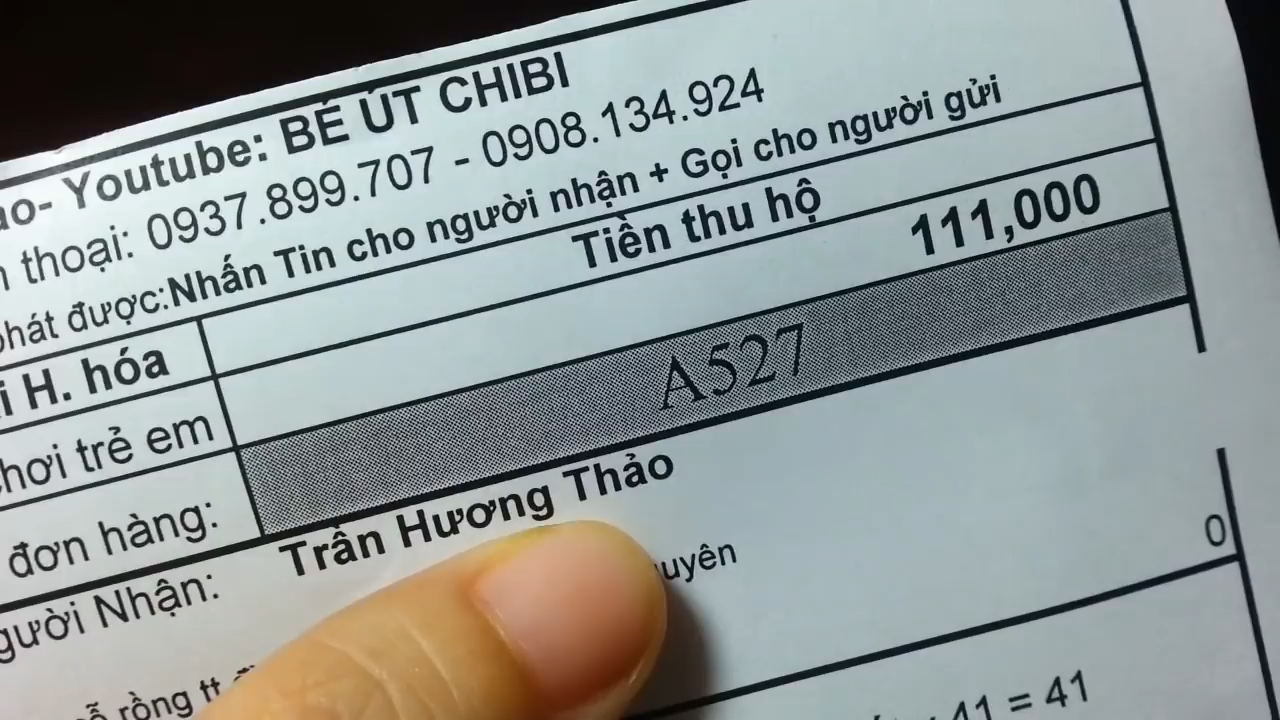 Youtube: BÉ ÚT CHIBI
thoại: 0937.899.707 - 0908.134.924
phát được:Nhấn Tin cho người nhận + Gọi cho người gửi
Tiền thu hộ 111,000
H. hóa
trẻ em
A527
đơn hàng:
Người Nhận: Trần Hương Thảo
uyên
0
rồng tt
41 = 41